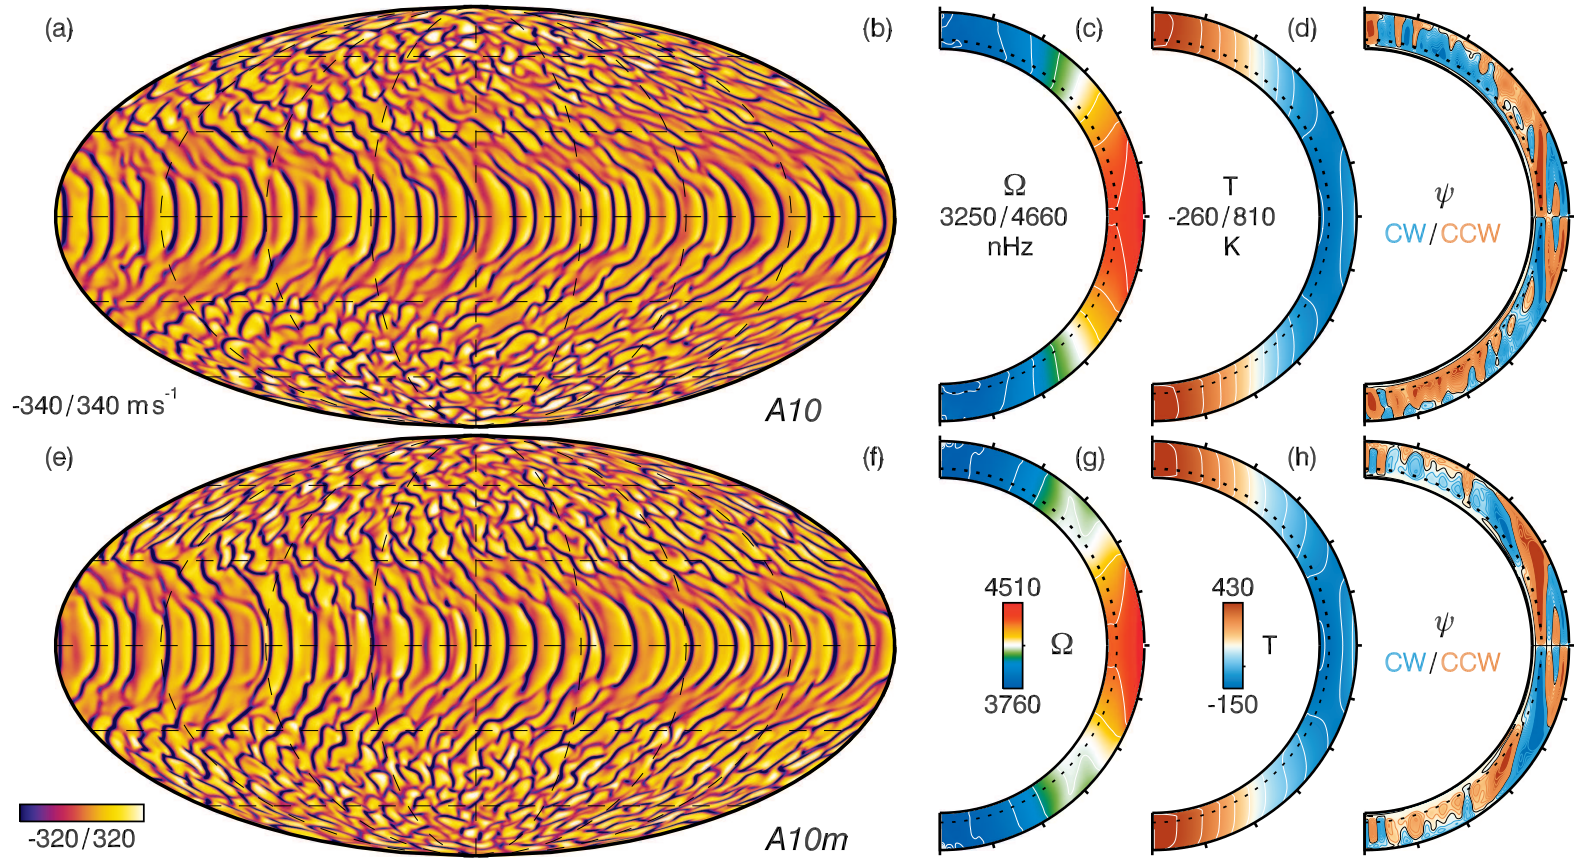 (a)
(b)
(c)
(d)
Ω
3250/4660
nHz
T
-260/810
K
ψ
CW/CCW
-340/340 m s⁻¹
A10
(e)
(f)
(g)
(h)
4510
Ω
3760
430
T
-150
ψ
CW/CCW
-320/320
A10m